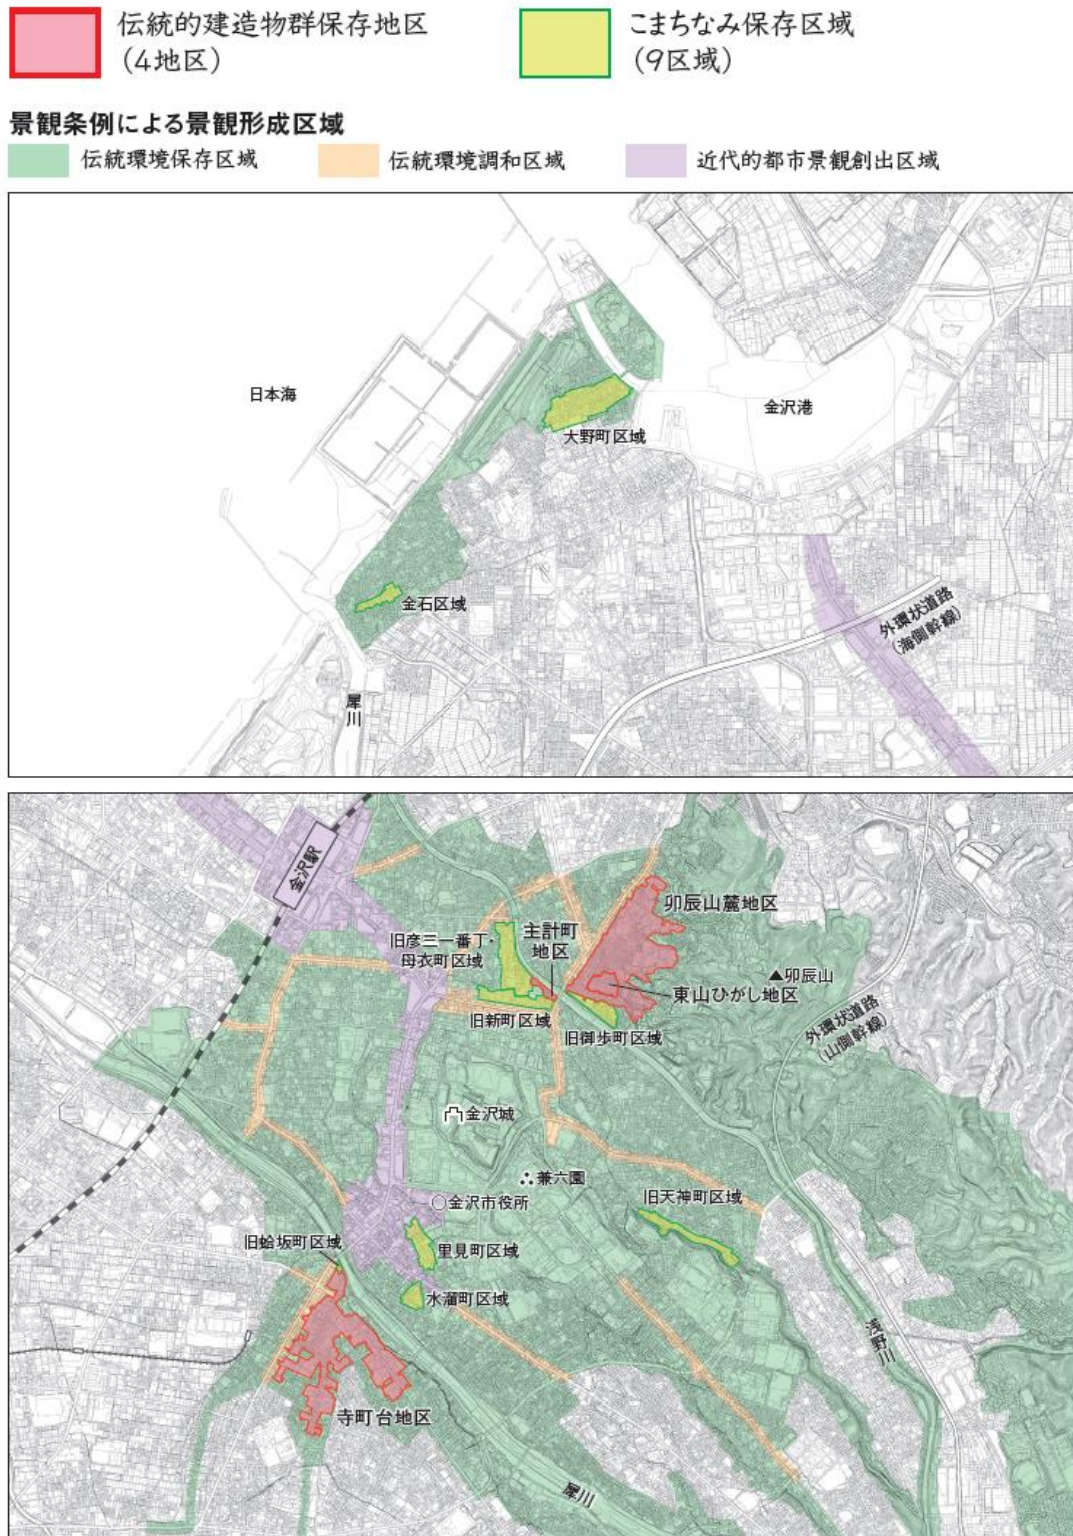 伝統的建造物群保存地区
(4地区)
こまちなみ保存区域
(9区域)
景観条例による景観形成区域
伝統環境保存区域
伝統環境調和区域
近代的都市景観創出区域
日本海
金沢港
大野町区域
金石区域
外環状道路
(海側幹線)
犀川
金沢駅
卯辰山麓地区
主計町
地区
旧彦三一番丁・
母衣町区域
▲卯辰山
東山ひがし地区
旧新町区域
旧御歩町区域
外環状道路
(山側幹線)
金沢城
兼六園
旧天神町区域
○金沢市役所
旧蛤坂町区域
里見町区域
水溜町区域
浅野川
寺町台地区
犀川